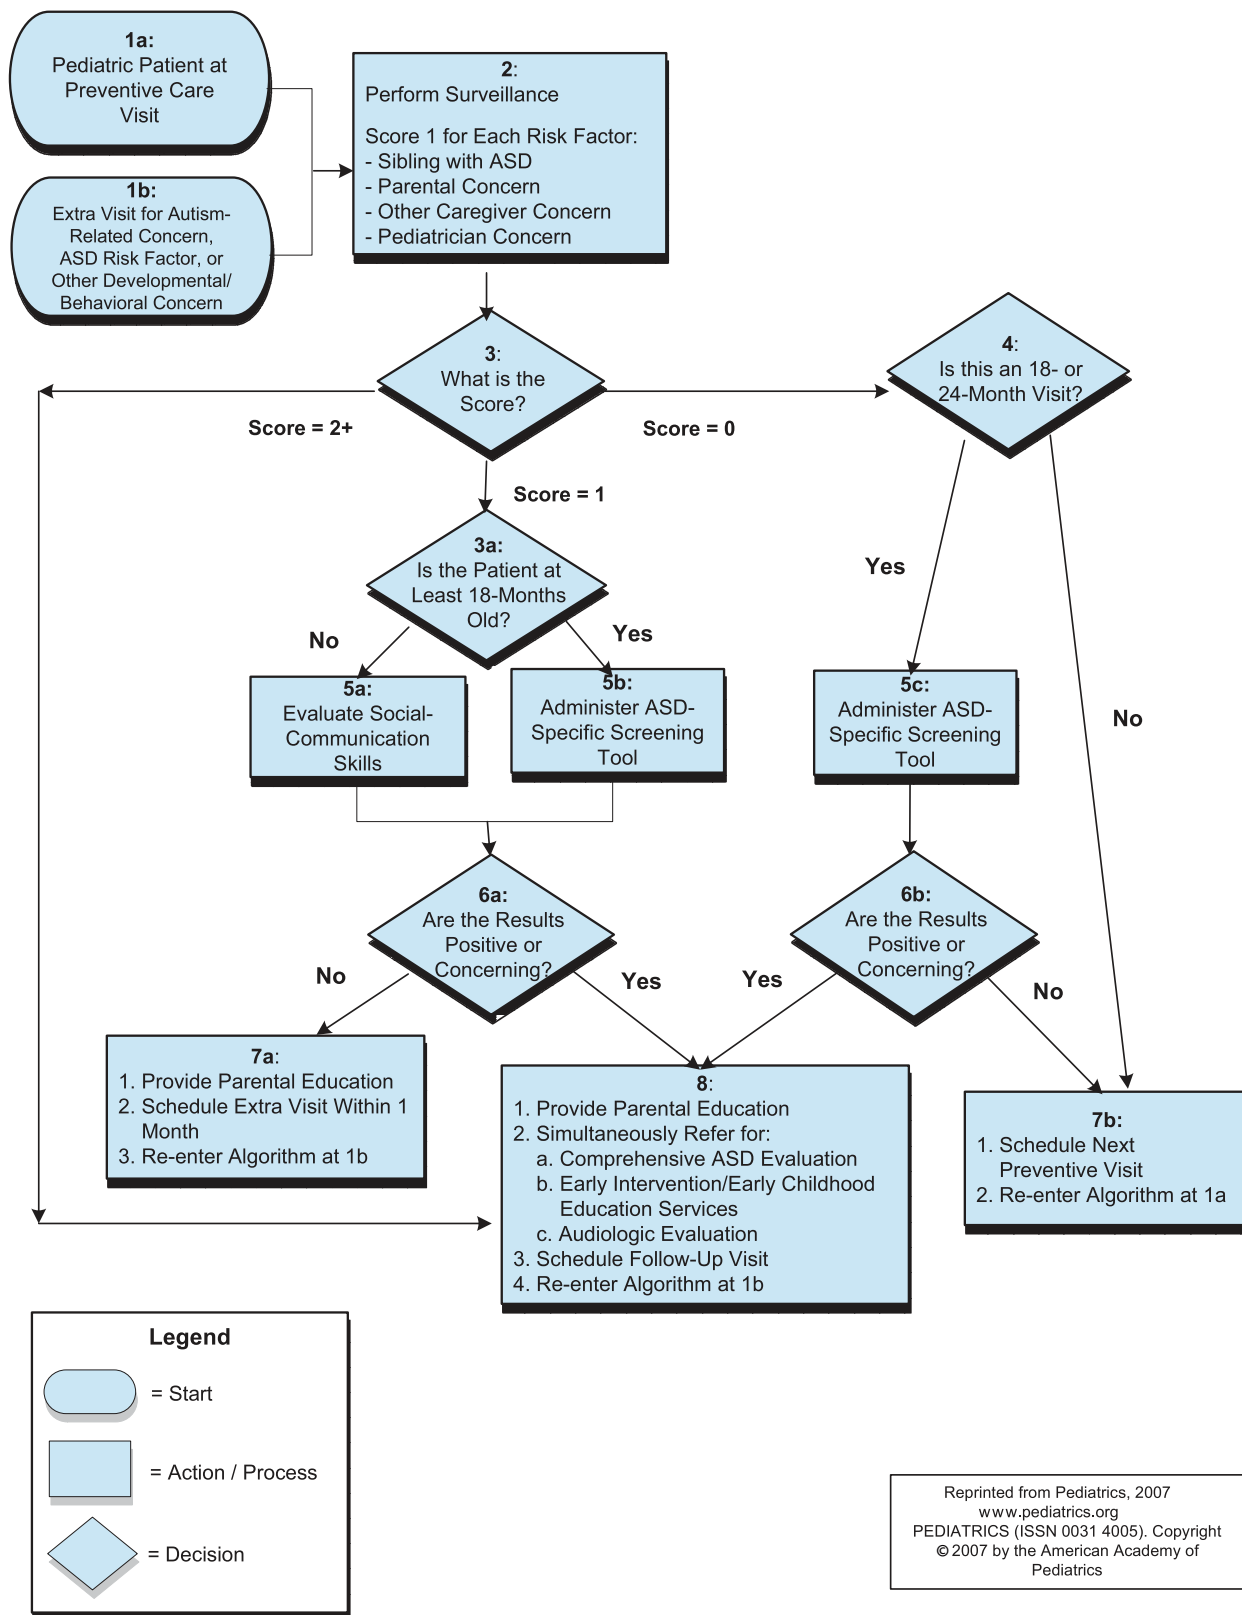 1a:
Pediatric Patient at
Preventive Care
Visit
1b:
Extra Visit for Autism-
Related Concern,
ASD Risk Factor, or
Other Developmental/
Behavioral Concern
2:
Perform Surveillance
Score 1 for Each Risk Factor:
- Sibling with ASD
- Parental Concern
- Other Caregiver Concern
- Pediatrician Concern
3:
What is the
Score?
4:
Is this an 18- or
24-Month Visit?
Score = 2+
Score = 0
Score = 1
3a:
Is the Patient at
Least 18-Months
Old?
No
Yes
Yes
No
5a:
Evaluate Social-
Communication
Skills
5b:
Administer ASD-
Specific Screening
Tool
5c:
Administer ASD-
Specific Screening
Tool
6a:
Are the Results
Positive or
Concerning?
6b:
Are the Results
Positive or
Concerning?
No
Yes
Yes
No
7a:
1. Provide Parental Education
2. Schedule Extra Visit Within 1
Month
3. Re-enter Algorithm at 1b
8:
1. Provide Parental Education
2. Simultaneously Refer for:
a. Comprehensive ASD Evaluation
b. Early Intervention/Early Childhood
Education Services
c. Audiologic Evaluation
3. Schedule Follow-Up Visit
4. Re-enter Algorithm at 1b
7b:
1. Schedule Next
Preventive Visit
2. Re-enter Algorithm at 1a
Legend
= Start
= Action / Process
= Decision
Reprinted from Pediatrics, 2007
www.pediatrics.org
PEDIATRICS (ISSN 0031 4005). Copyright
© 2007 by the American Academy of
Pediatrics